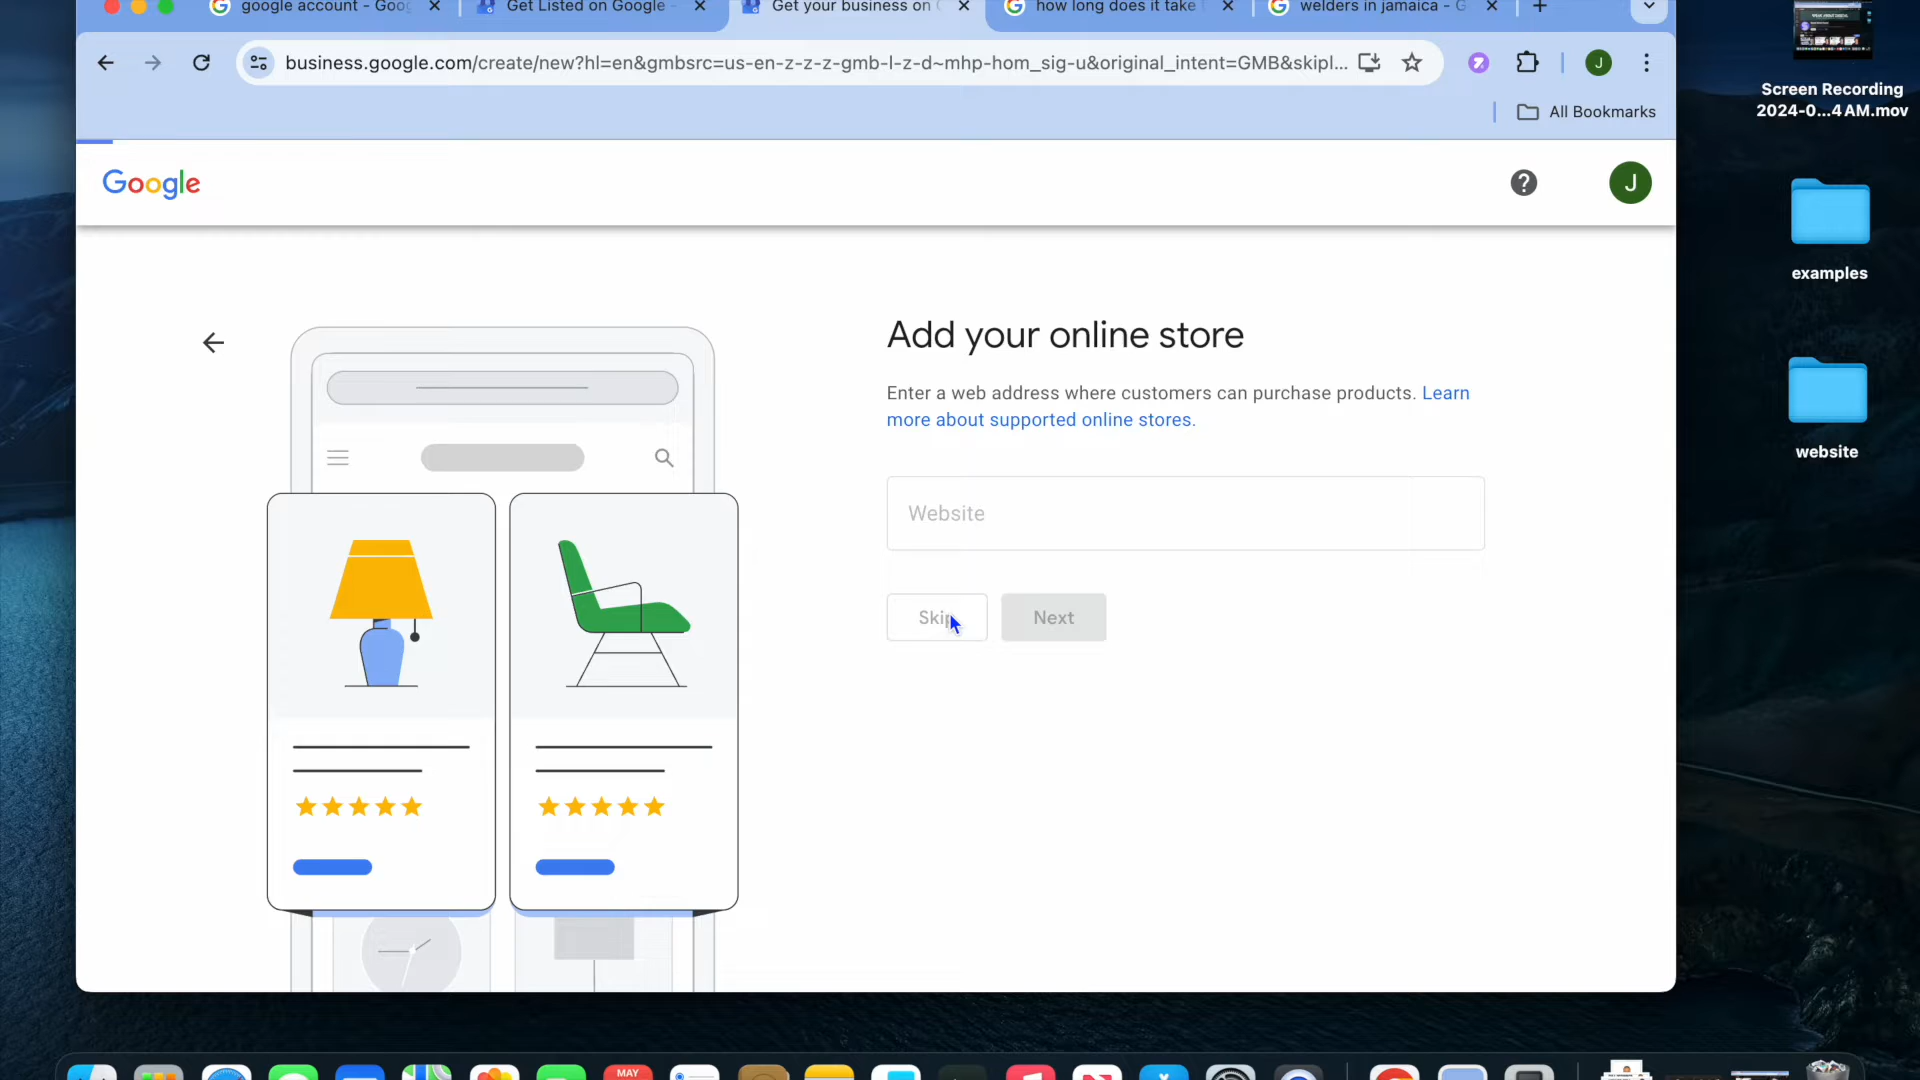 google account - Goo
Get Listed on Google -
Get your business on
how long does it take
welders in jamaica - G
business.google.com/create/new?hl=en&gmbsrc=us-en-z-z-z-gmb-l-z-d~mhp-hom_sig-u&original_intent=GMB&skipl...
J
All Bookmarks
Google
J
Add your online store
Enter a web address where customers can purchase products. Learn
more about supported online stores.
Website
Skip
Next
Screen Recording
2024-0...4 AM.mov
examples
website
MAY